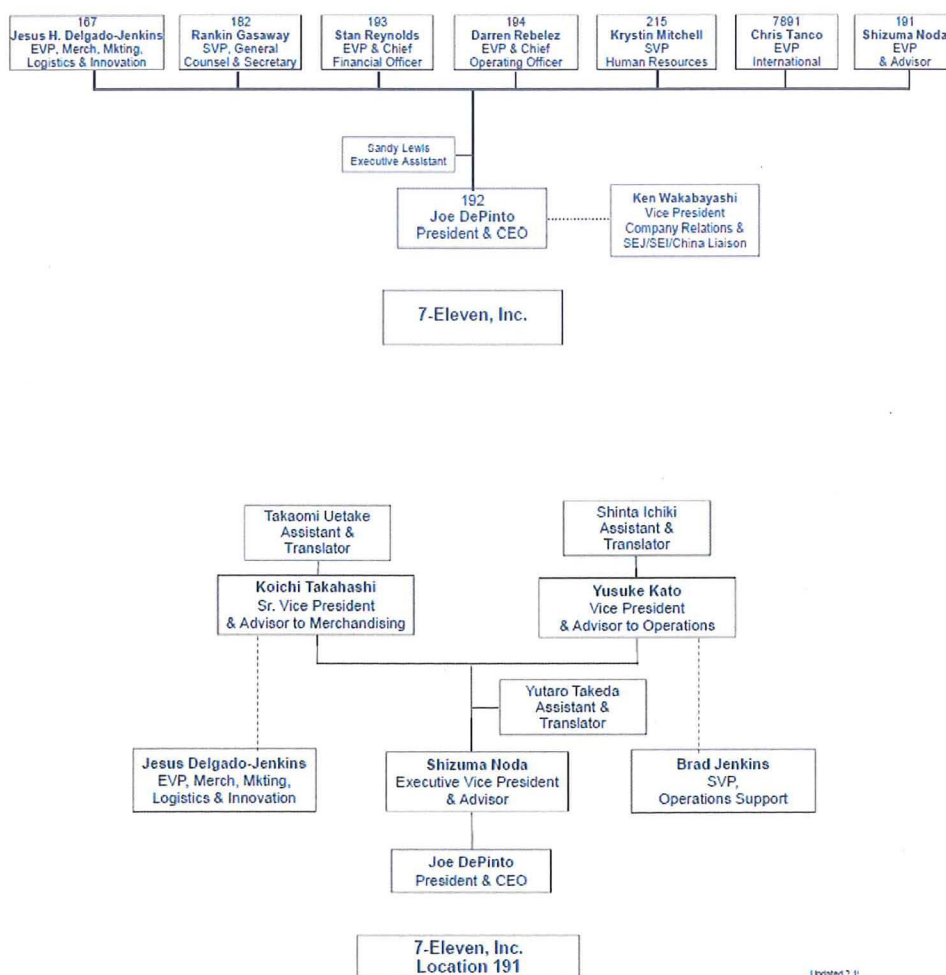 167
Jesus H. Delgado-Jenkins
EVP, Merch, Mkting,
Logistics & Innovation
182
Rankin Gasaway
SVP, General
Counsel & Secretary
193
Stan Reynolds
EVP & Chief
Financial Officer
194
Darren Rebelez
EVP & Chief
Operating Officer
215
Krystin Mitchell
SVP
Human Resources
7891
Chris Tanco
EVP
International
191
Shizuma Noda
EVP
& Advisor
Sandy Lewis
Executive Assistant
192
Joe DePinto
President & CEO
Ken Wakabayashi
Vice President
Company Relations &
SEJ/SEI/China Liaison
7-Eleven, Inc.
Takaomi Uetake
Assistant &
Translator
Shinta Ichiki
Assistant &
Translator
Koichi Takahashi
Sr. Vice President
& Advisor to Merchandising
Yusuke Kato
Vice President
& Advisor to Operations
Yutaro Takeda
Assistant &
Translator
Jesus Delgado-Jenkins
EVP, Merch, Mkting,
Logistics & Innovation
Shizuma Noda
Executive Vice President
& Advisor
Brad Jenkins
SVP,
Operations Support
Joe DePinto
President & CEO
7-Eleven, Inc.
Location 191
Updated